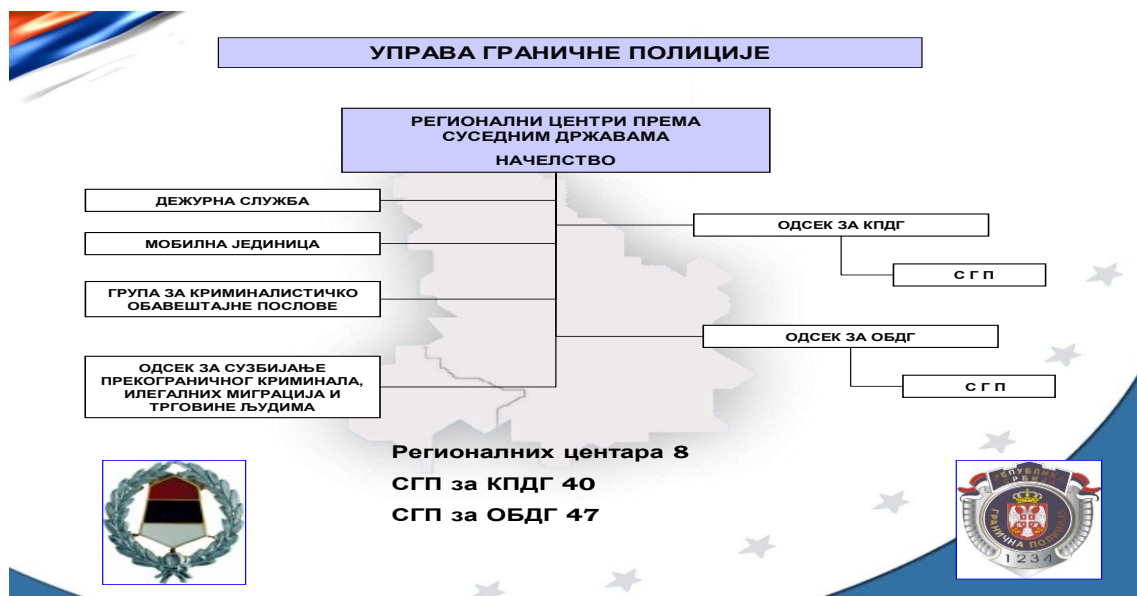 УПРАВА ГРАНИЧНЕ ПОЛИЦИЈЕ
РЕГИОНАЛНИ ЦЕНТРИ ПРЕМА
СУСЕДНИМ ДРЖАВАМА
НАЧЕЛСТВО
ДЕЖУРНА СЛУЖБА
МОБИЛНА ЈЕДИНИЦА
ГРУПА ЗА КРИМИНАЛИСТИЧКО
ОБАВЕШТАЈНЕ ПОСЛОВЕ
ОДСЕК ЗА СУЗБИЈАЊЕ
ПРЕКОГРАНИЧНОГ КРИМИНАЛА,
ИЛЕГАЛНИХ МИГРАЦИЈА И
ТРГОВИНЕ ЉУДИМА
ОДСЕК ЗА КПДГ
С Г П
ОДСЕК ЗА ОБДГ
С Г П
Регионалних центара 8
СГП за КПДГ 40
СГП за ОБДГ 47
РЕПУБЛИКА
СРБИЈА
ГРАНИЧНА ПОЛИЦИЈА
1234